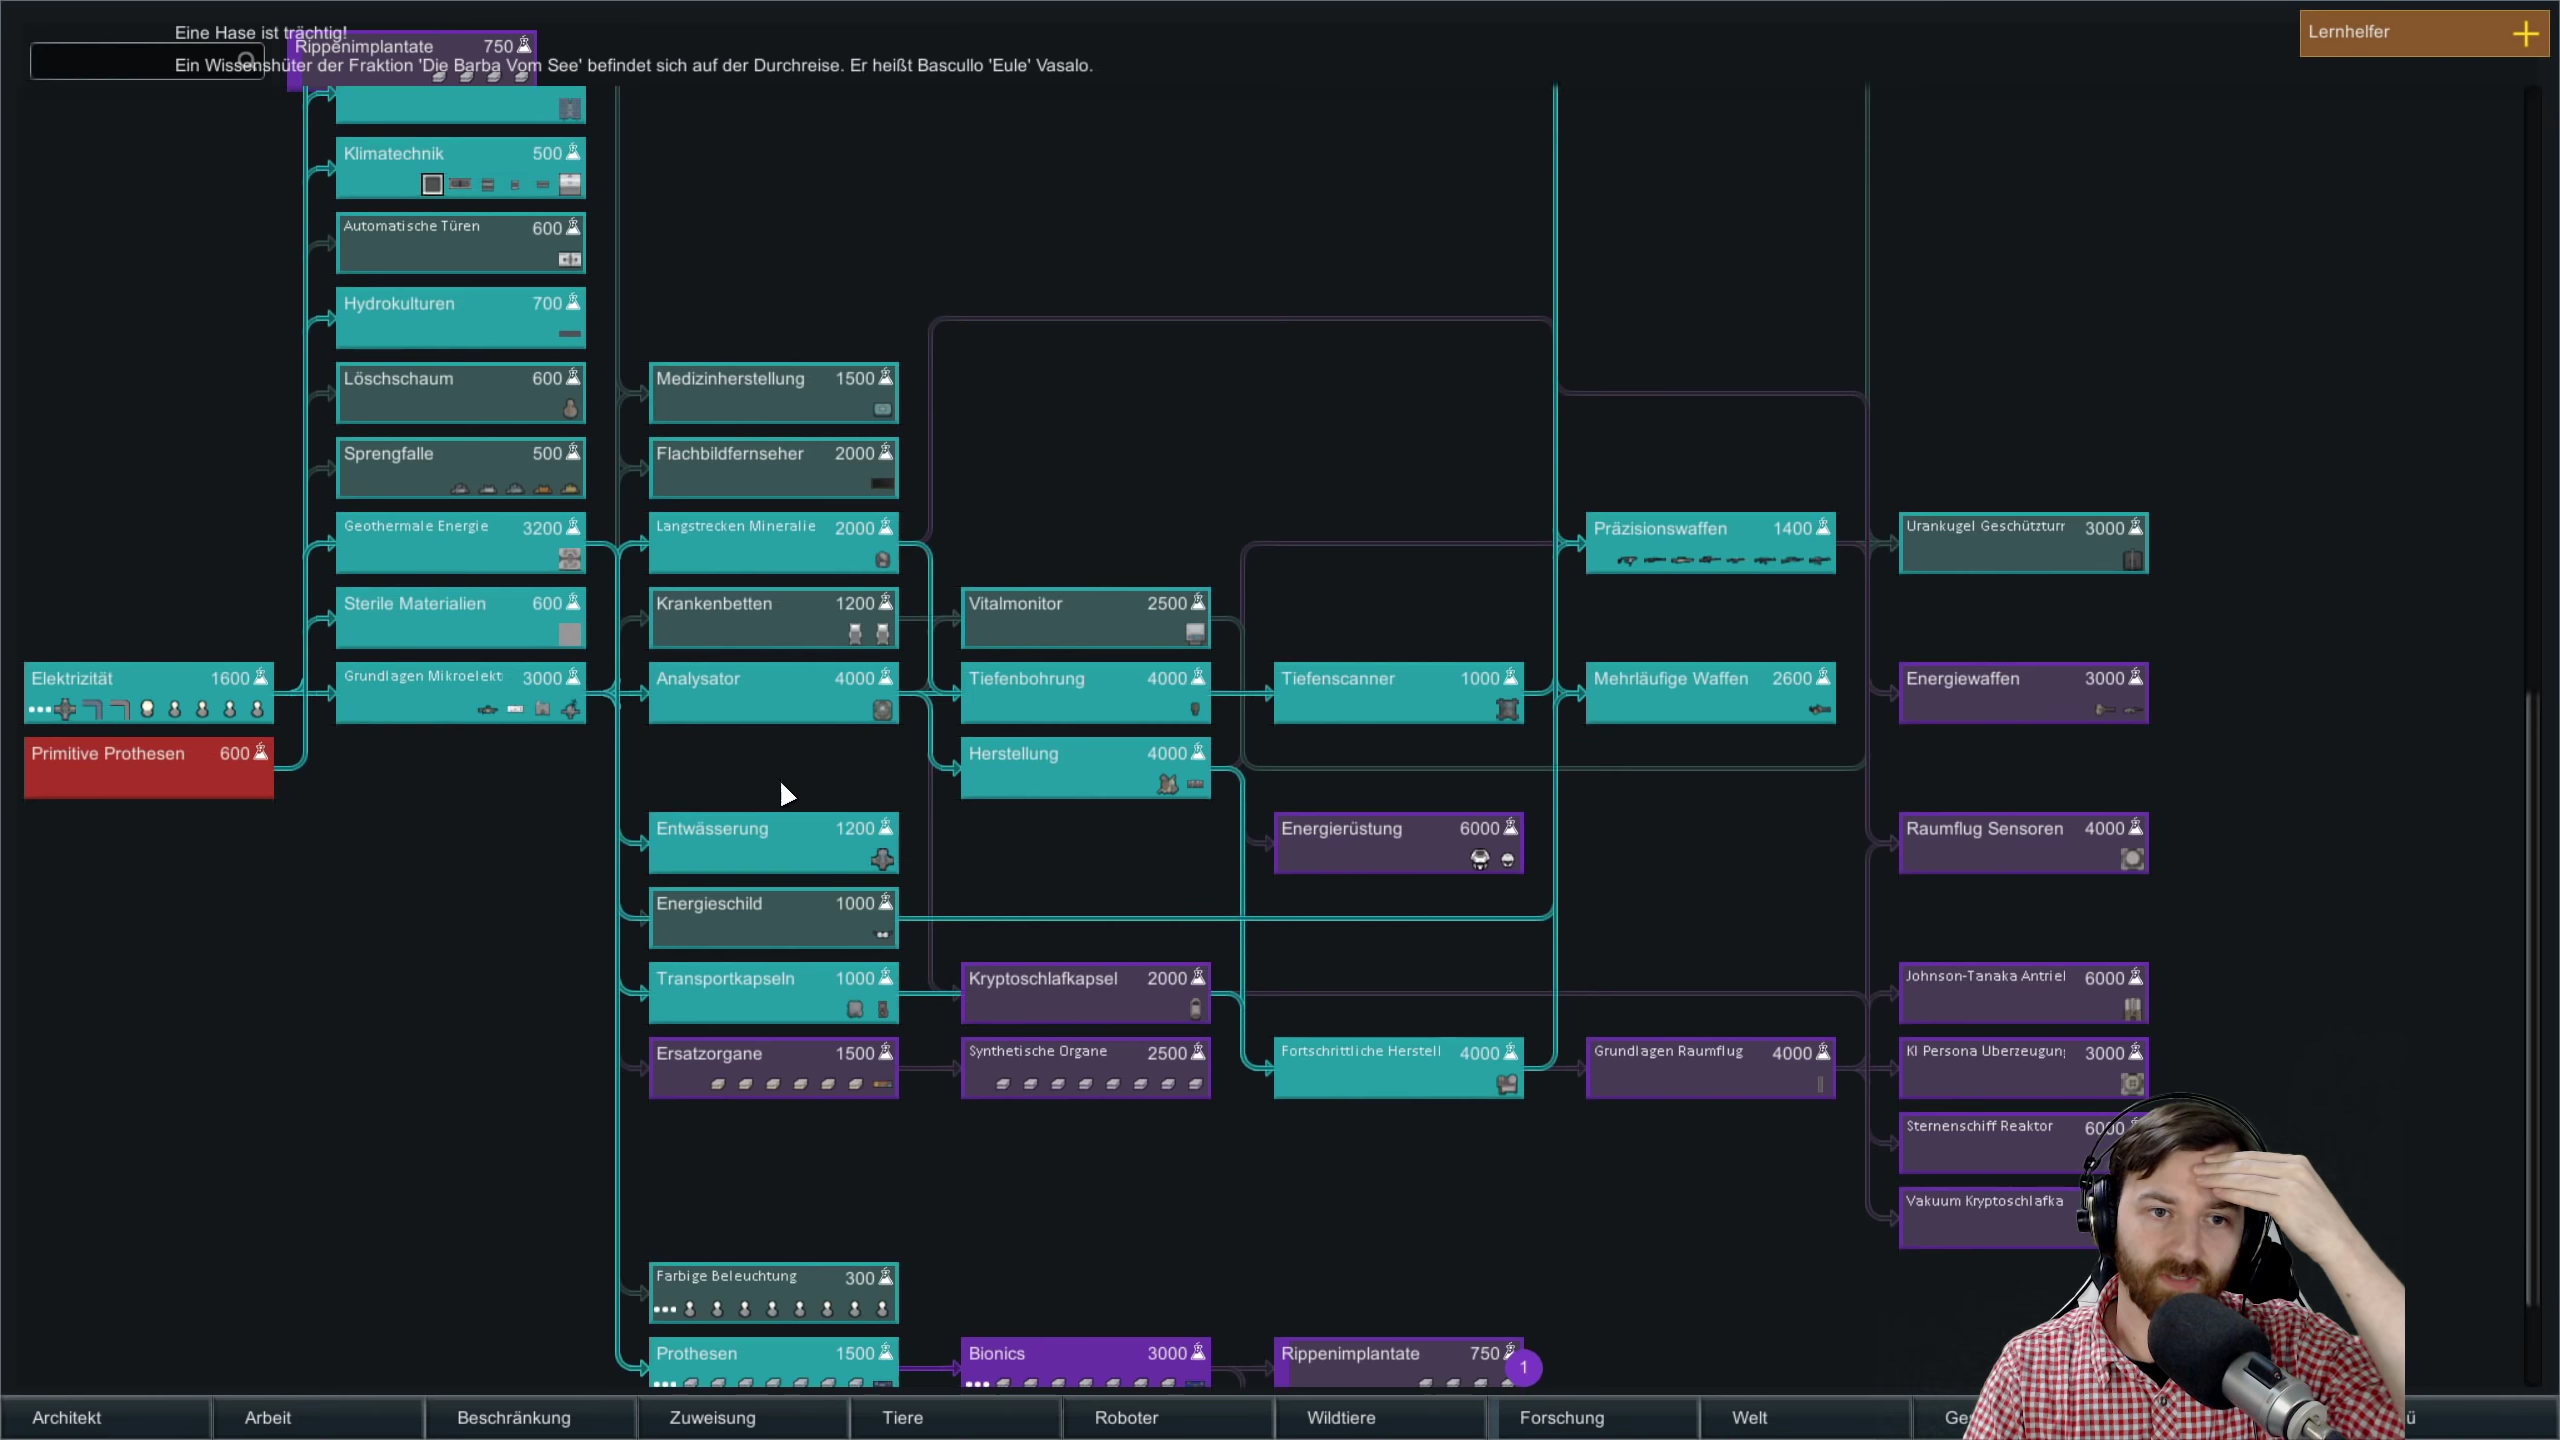 Eine Hase ist trächtig!
Rippenimplantate 750
Ein Wissenshüter der Fraktion 'Die Barba Vom See' befindet sich auf der Durchreise. Er heißt Bascullo 'Eule' Vasalo.
Lernhelfer
Klimatechnik 500
Automatische Türen 600
Hydrokulturen 700
Löschschaum 600
Medizinherstellung 1500
Sprengfalle 500
Flachbildfernseher 2000
Geothermale Energie 3200
Langstrecken Mineralie 2000
Präzisionswaffen 1400
Urankugel Geschützturr 3000
Sterile Materialien 600
Krankenbetten 1200
Vitalmonitor 2500
Elektrizität 1600
Grundlagen Mikroelekt 3000
Analysator 4000
Tiefenbohrung 4000
Tiefenscanner 1000
Mehrläufige Waffen 2600
Energiewaffen 3000
Primitive Prothesen 600
Herstellung 4000
Entwässerung 1200
Energierüstung 6000
Raumflug Sensoren 4000
Energieschild 1000
Transportkapseln 1000
Kryptoschlafkapsel 2000
Johnson-Tanaka Antriel 6000
Ersatzorgane 1500
Synthetische Organe 2500
Fortschrittliche Herstell 4000
Grundlagen Raumflug 4000
KI Persona Überzeugun 3000
Sternenschiff Reaktor 6000
Vakuum Kryptoschlafka
Farbige Beleuchtung 300
Prothesen 1500
Bionics 3000
Rippenimplantate 750
1
Architekt
Arbeit
Beschränkung
Zuweisung
Tiere
Roboter
Wildtiere
Forschung
Welt
Ge
ü